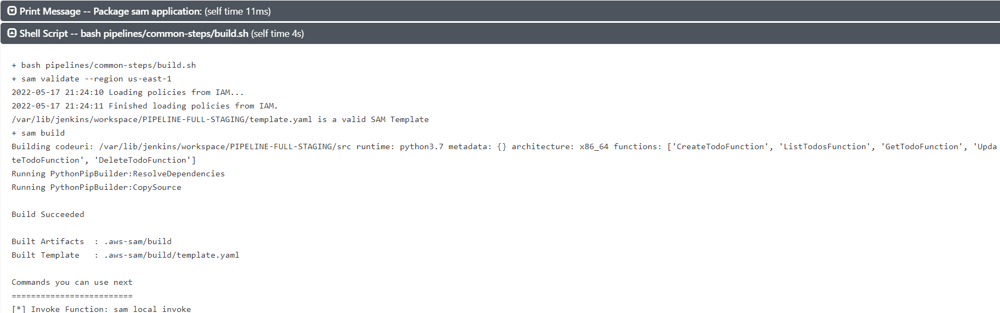 Print Message -- Package sam application: (self time 11ms)
Shell Script -- bash pipelines/common-steps/build.sh (self time 4s)
+ bash pipelines/common-steps/build.sh
+ sam validate --region us-east-1
2022-05-17 21:24:10 Loading policies from IAM...
2022-05-17 21:24:11 Finished loading policies from IAM.
/var/lib/jenkins/workspace/PIPELINE-FULL-STAGING/template.yaml is a valid SAM Template
+ sam build
Building codeuri: /var/lib/jenkins/workspace/PIPELINE-FULL-STAGING/src runtime: python3.7 metadata: {} architecture: x86_64 functions: ['CreateTodoFunction', 'ListTodosFunction', 'GetTodoFunction', 'Upda
teTodoFunction', 'DeleteTodoFunction']
Running PythonPipBuilder:ResolveDependencies
Running PythonPipBuilder:CopySource
Build Succeeded
Built Artifacts  : .aws-sam/build
Built Template   : .aws-sam/build/template.yaml
Commands you can use next
=========================
[*] Invoke Function: sam local invoke